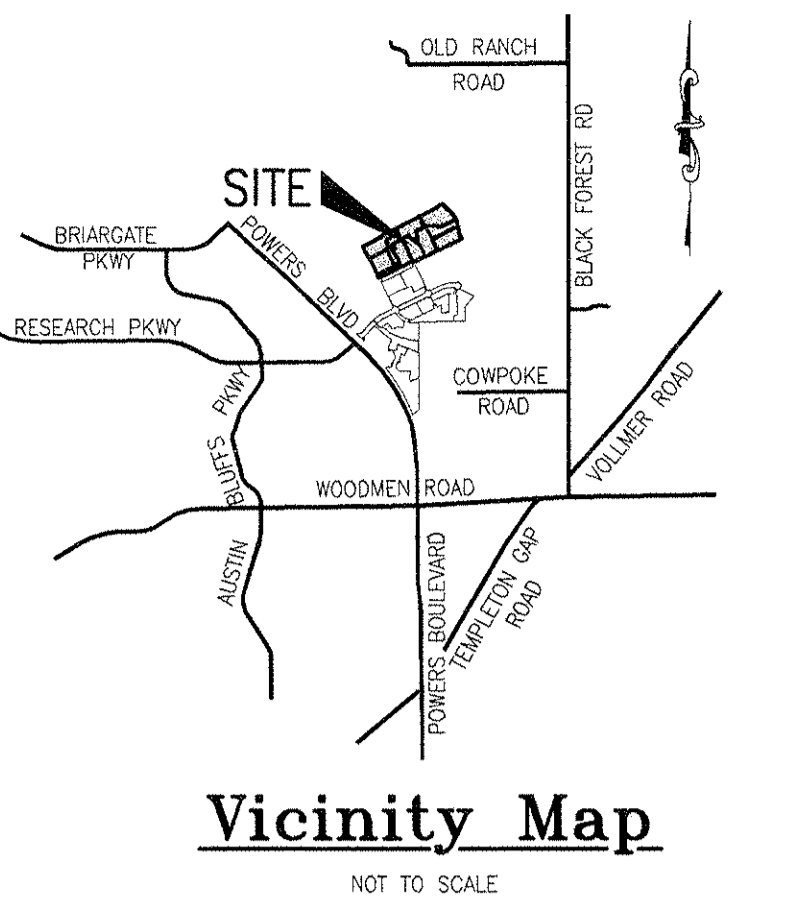 OLD RANCH
ROAD
BLACK FOREST RD
SITE
BRIARGATE
PKWY
POWERS BLVD
RESEARCH PKWY
COWPOKE
ROAD
VOLLMER ROAD
AUSTIN BLUFFS PKWY
WOODMEN ROAD
POWERS BOULEVARD
TEMPLETON GAP
ROAD
Vicinity Map
NOT TO SCALE